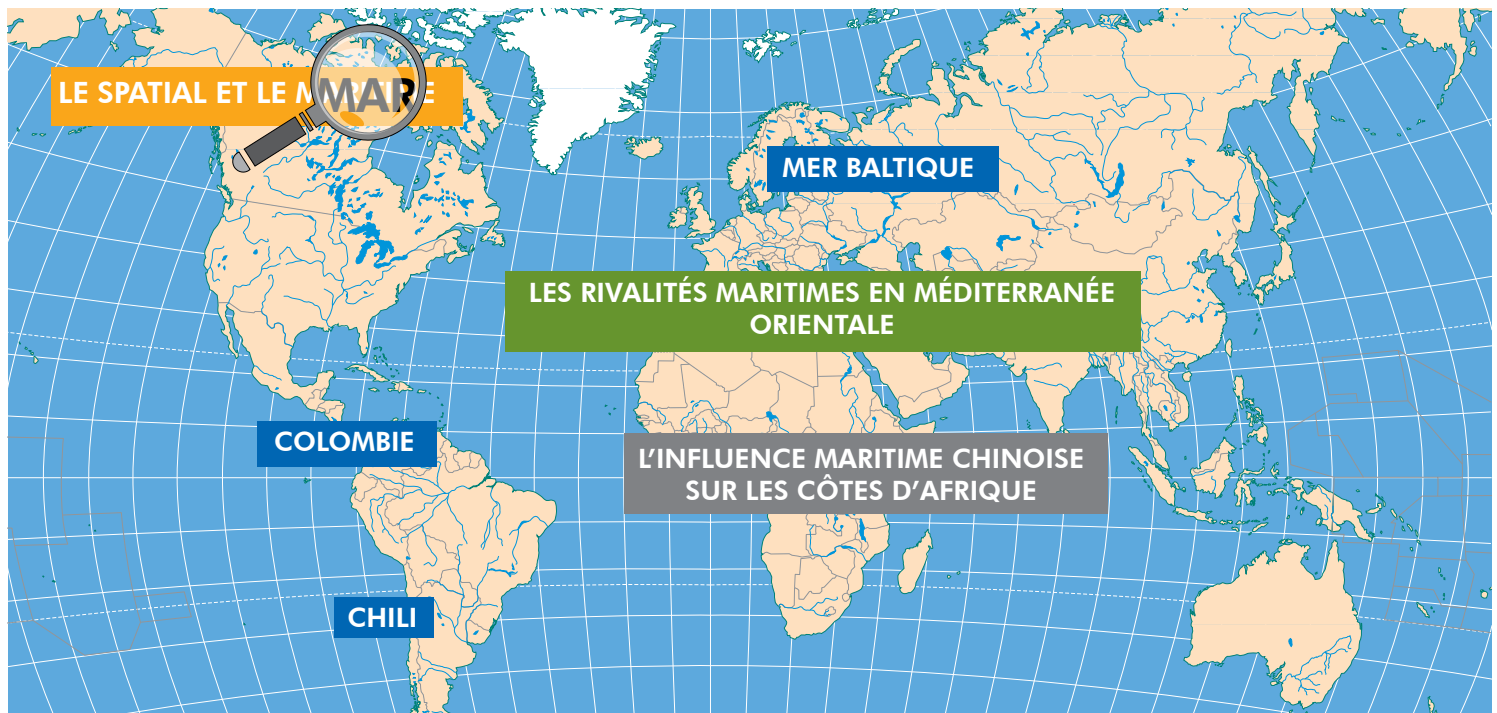 LE SPATIAL ET LE MARITIME
MER BALTIQUE
LES RIVALITÉS MARITIMES EN MÉDITERRANÉE
ORIENTALE
COLOMBIE
L’INFLUENCE MARITIME CHINOISE
SUR LES CÔTES D’AFRIQUE
CHILI